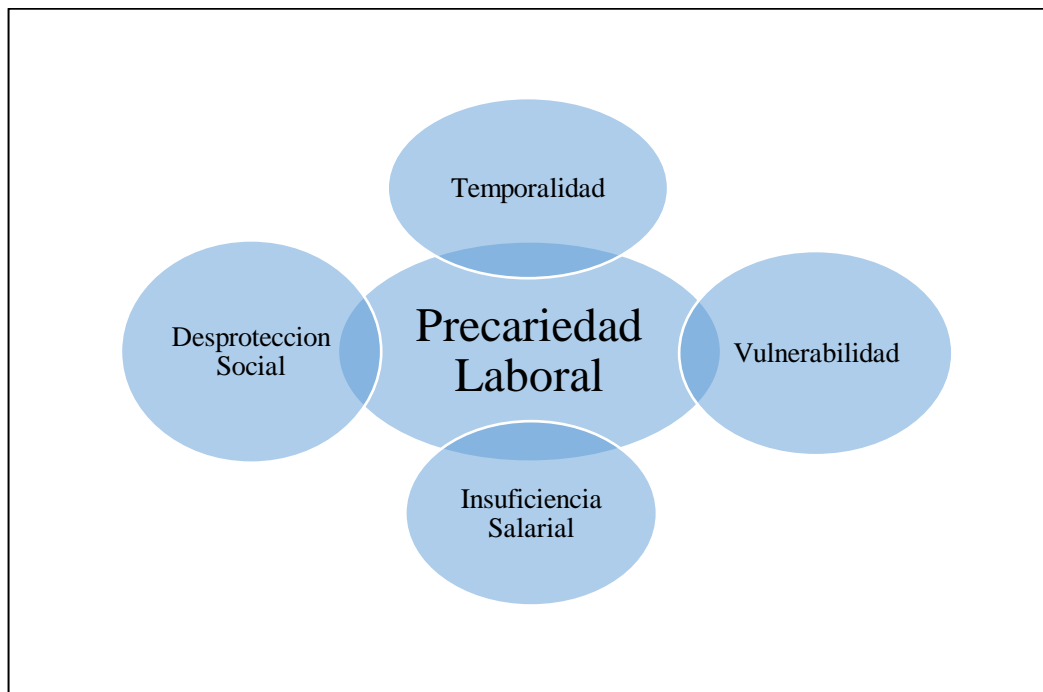 Temporalidad
Desproteccion
Social
Precariedad
Laboral
Vulnerabilidad
Insuficiencia
Salarial